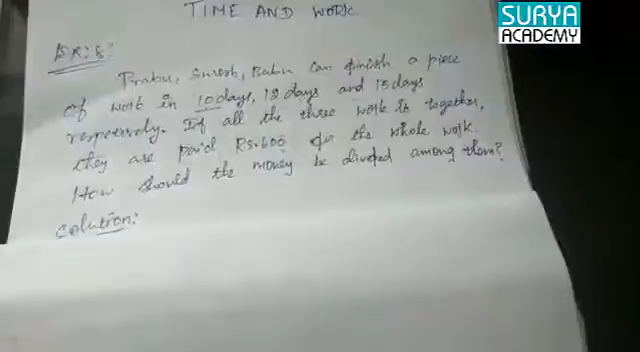 TIME AND WORK
SURYA
ACADEMY
EX: 8:
Prabu, Suresh, Babu can finish a piece
of work in 10 days, 12 days and 15 days
respectively. If all the three work it together,
they are paid Rs.600 for the whole work.
How should the money be divided among them?
Solution: